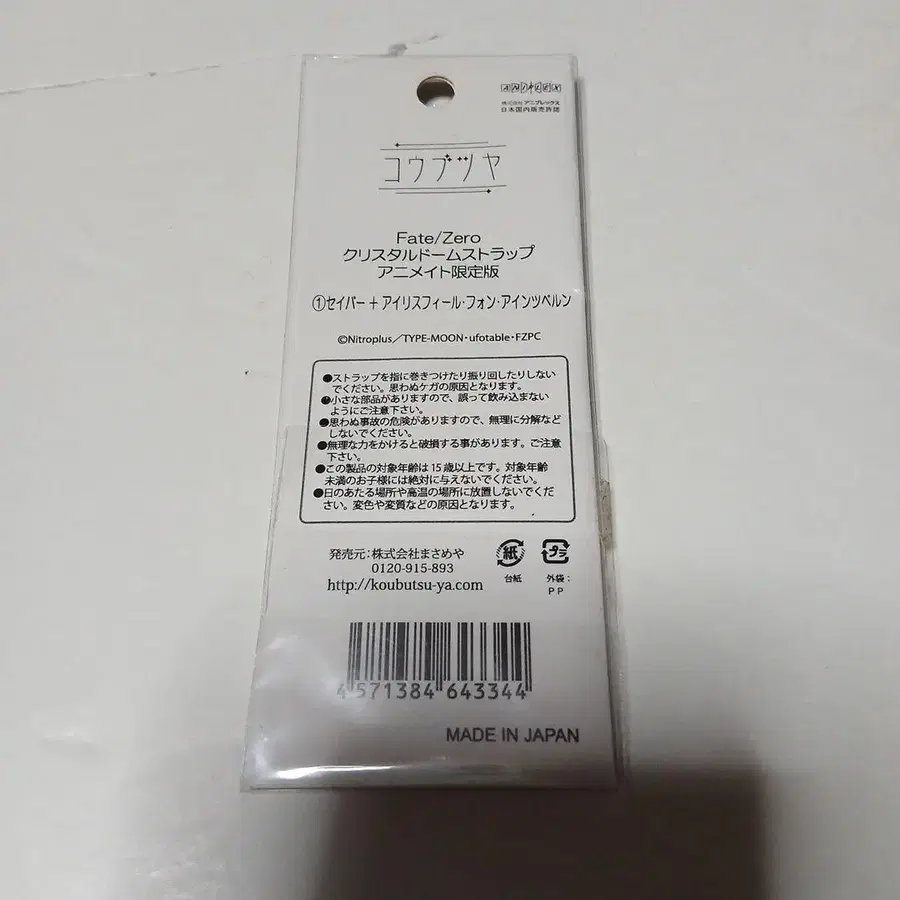 ANIPLEX
株式会社アニプレックス
日本国内販売許諾
コウブツヤ
Fate/Zero
クリスタルドームストラップ
アニメイト限定版
①セイバー+アイリスフィール・フォン・アインツベルン
©Nitroplus/TYPE-MOON・ufotable・FZPC
●ストラップを指に巻きつけたり振り回したりしない
でください。思わぬケガの原因となります。
●小さな部品がありますので、誤って飲み込まない
ようにご注意下さい。
●思わぬ事故の危険がありますので、無理に分解など
しないでください。
●無理な力をかけると破損する事があります。ご注意
下さい。
●この製品の対象年齢は15歳以上です。対象年齢
未満のお子様には絶対に与えないでください。
●日のあたる場所や高温の場所に放置しないでくだ
さい。変色や変質などの原因となります。
発売元:株式会社まさめや
0120-915-893
http://koubutsu-ya.com
紙
台紙
プラ
外袋:
PP
4571384 643344
MADE IN JAPAN